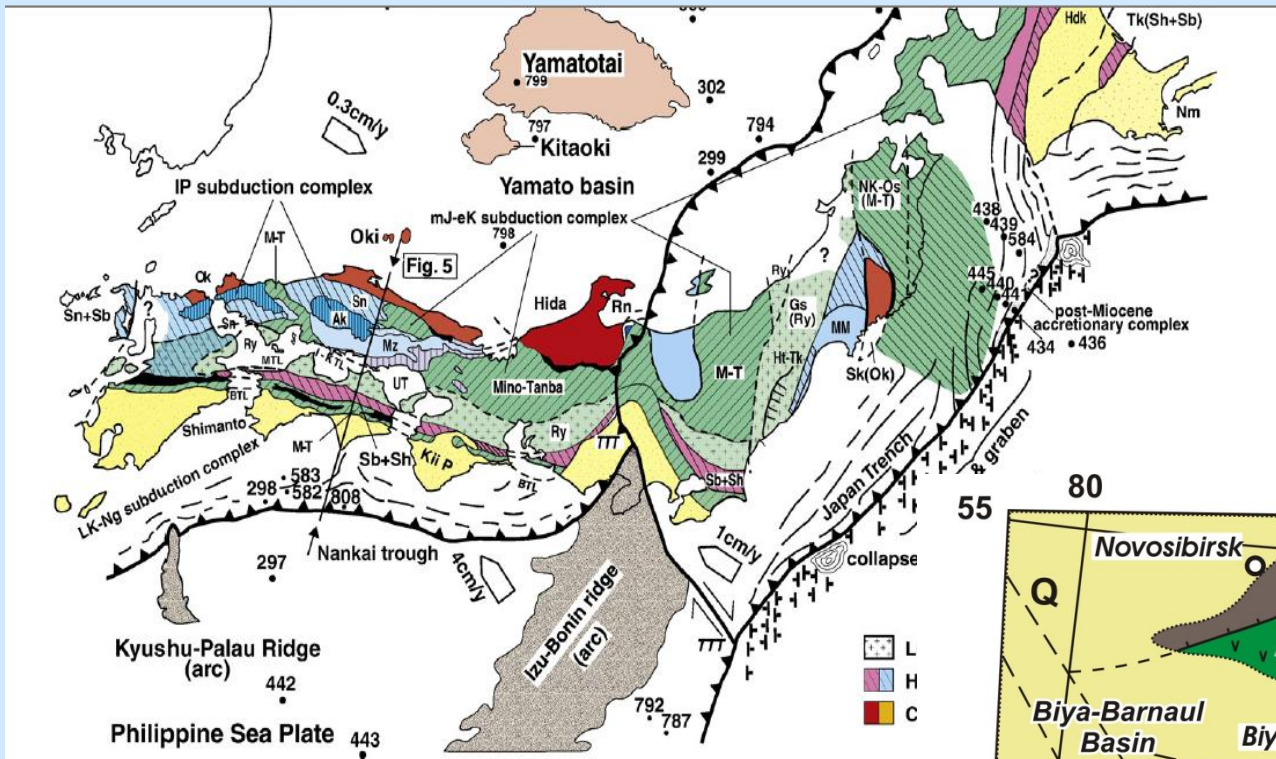 Hdk
Tk(Sh+Sb)
Yamatotai
799
302
Nm
0.3cm/y
797
794
Kitaoki
299
IP subduction complex
Yamato basin
NK-Os
(M-T)
mJ-eK subduction complex
M-T
Oki
798
438
439
584
Fig. 5
?
Ok
Ry
445
440
441
Hida
Rn
Gs
(Ry)
Sn+Sb
?
Sn
Ak
Sn
post-Miocene
accretionary complex
MM
Ry
Mz
434
436
MTL
UT
Mino-Tanba
M-T
Ht-Tk
Sk(Ok)
BTL
Shimanto
Ry
TTT
& graben
M-T
Kii P
Sb+Sh
BTL
Sb+Sh
LK-Ng subduction complex
583
298
582
808
Japan Trench
80
55
Nankai trough
4cm/y
1cm/y
Novosibirsk
collapse
297
Q
Izu-Bonin ridge
(arc)
Kyushu-Palau Ridge
(arc)
TTT
L
H
442
C
792
787
Biya-Barnaul
Basin
Biy
Philippine Sea Plate
443